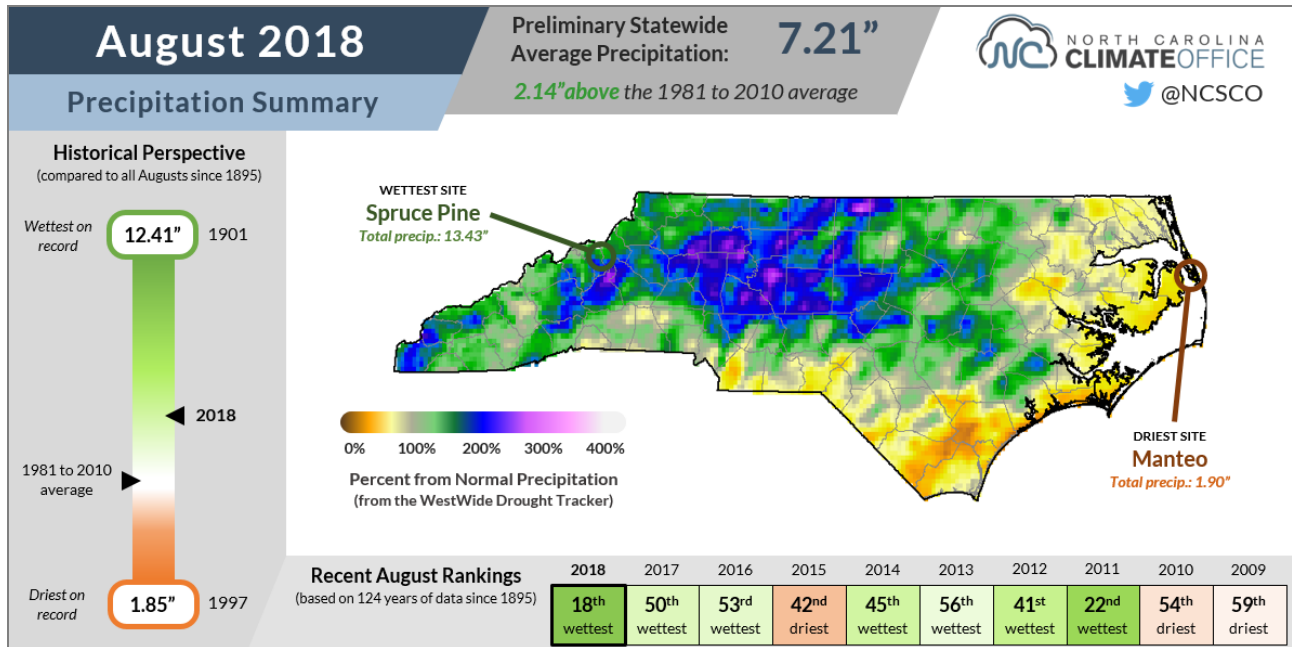 August 2018
Precipitation Summary
Preliminary Statewide
Average Precipitation:
7.21”
2.14”above the 1981 to 2010 average
NC
NORTH CAROLINA
CLIMATEOFFICE
@NCSCO
Historical Perspective
(compared to all Augusts since 1895)
Wettest on
record
12.41”
1901
2018
1981 to 2010
average
Driest on
record
1.85”
1997
WETTEST SITE
Spruce Pine
Total precip.: 13.43”
DRIEST SITE
Manteo
Total precip.: 1.90”
0% 100% 200% 300% 400%
Percent from Normal Precipitation
(from the WestWide Drought Tracker)
Recent August Rankings
(based on 124 years of data since 1895)
2018 2017 2016 2015 2014 2013 2012 2011 2010 2009
18th 50th 53rd 42nd 45th 56th 41st 22nd 54th 59th
wettest wettest wettest driest wettest wettest wettest wettest driest driest